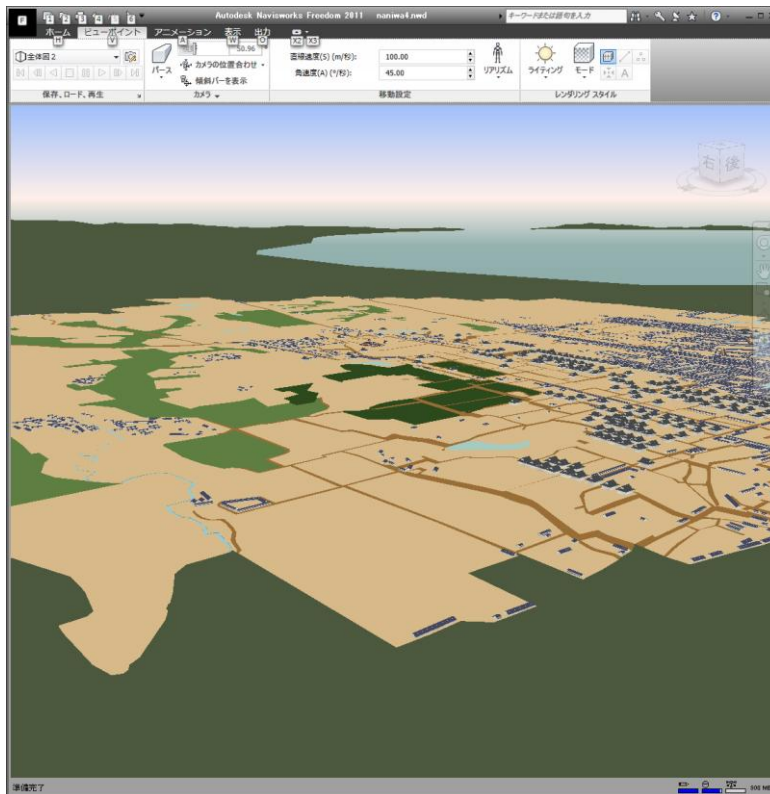 Autodesk Navisworks Freedom 2011 naniwa4.nwd
キーワードまたは語句を入力
ホーム ビューポイント アニメーション 表示 出力
H V A W O X2 X3
全体図 2
50.96
パース
カメラの位置合わせ
傾斜バーを表示
直線速度(S) (m/秒): 100.00
角速度(A) (°/秒): 45.00
リアリズム
ライティング
モード
保存、ロード、再生
カメラ
移動設定
レンダリング スタイル
右 後
準備完了